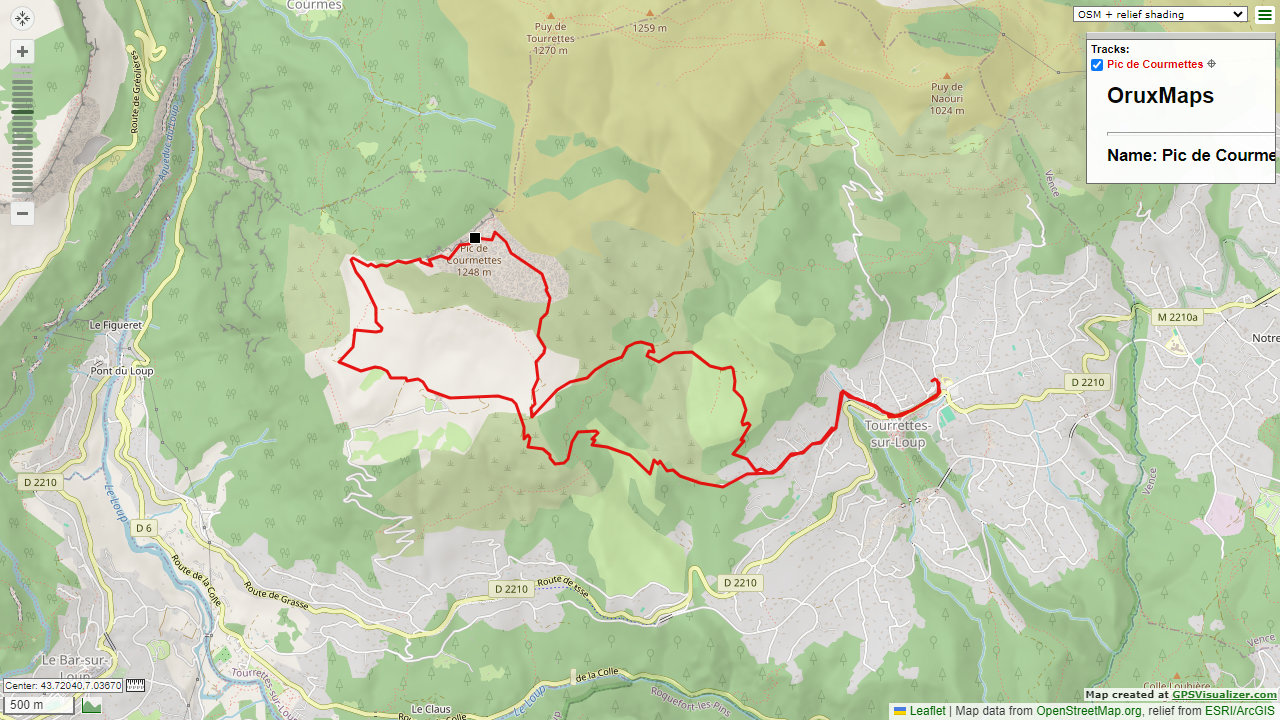 Courmes
Puy de
Tourrettes
1270 m
1259 m
OSM + relief shading
Tracks:
Pic de Courmettes
OruxMaps
Name: Pic de Courme
Route de Gréolières
Aqueduc du Loup
Puy de
Naouri
1024 m
Vence
Pic de
Courmettes
1248 m
Le Figueret
Pont du Loup
M 2210a
Notre
D 2210
Tourrettes-
sur-Loup
D 2210
Le Loup
Vence
D 6
Route de la Colle
Route de Grasse
D 2210
D 2210
Le Bar-sur-
Loup
Tourrettes-sur-Loup
de la Colle
Le Loup
Roquefort-les-Pins
Vence
Colle Loubière
Le Claus
Center: 43.72040,7.03670
500 m
Map created at GPSVisualizer.com
Leaflet | Map data from OpenStreetMap.org, relief from ESRI/ArcGIS